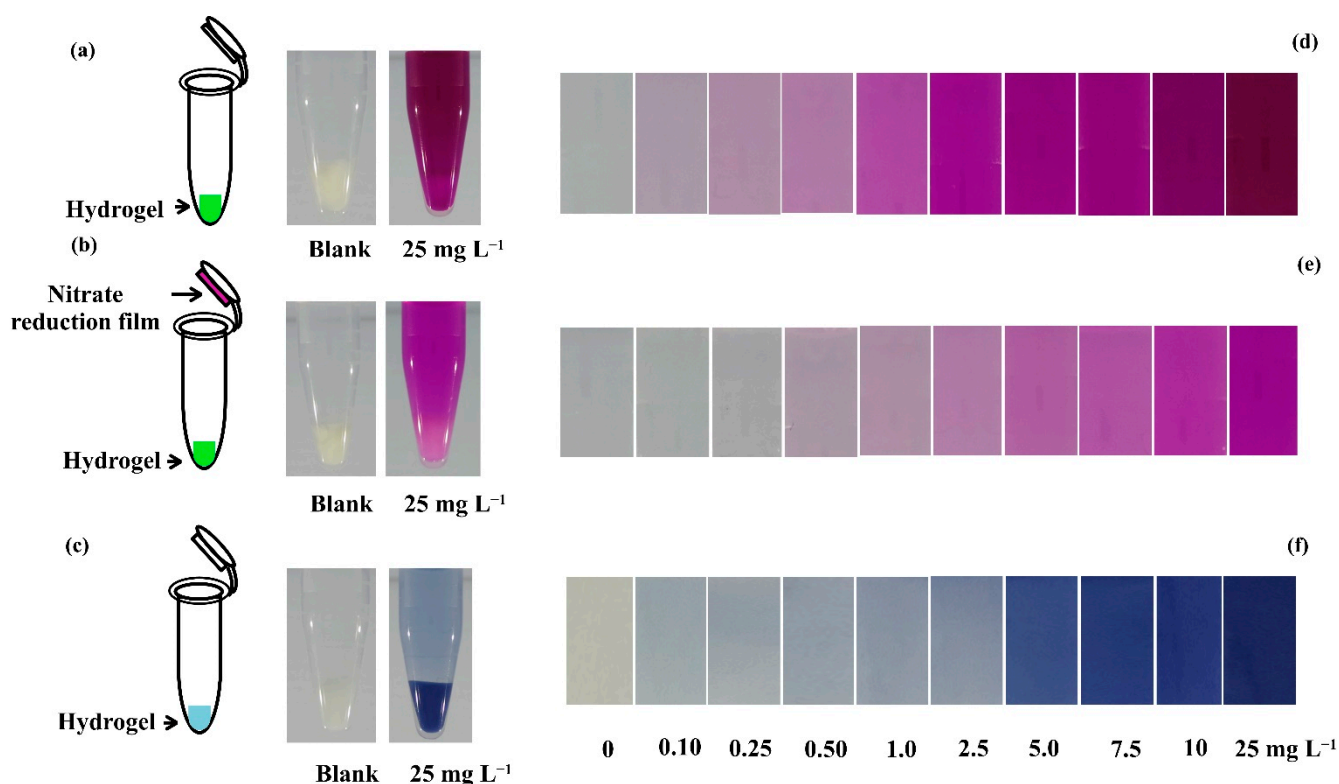 (a)
(d)
Hydrogel
Blank 25 mg L⁻¹
(b)
(e)
Nitrate
reduction film
Hydrogel
Blank 25 mg L⁻¹
(c)
(f)
Hydrogel
0 0.10 0.25 0.50 1.0 2.5 5.0 7.5 10 25 mg L⁻¹
Blank 25 mg L⁻¹